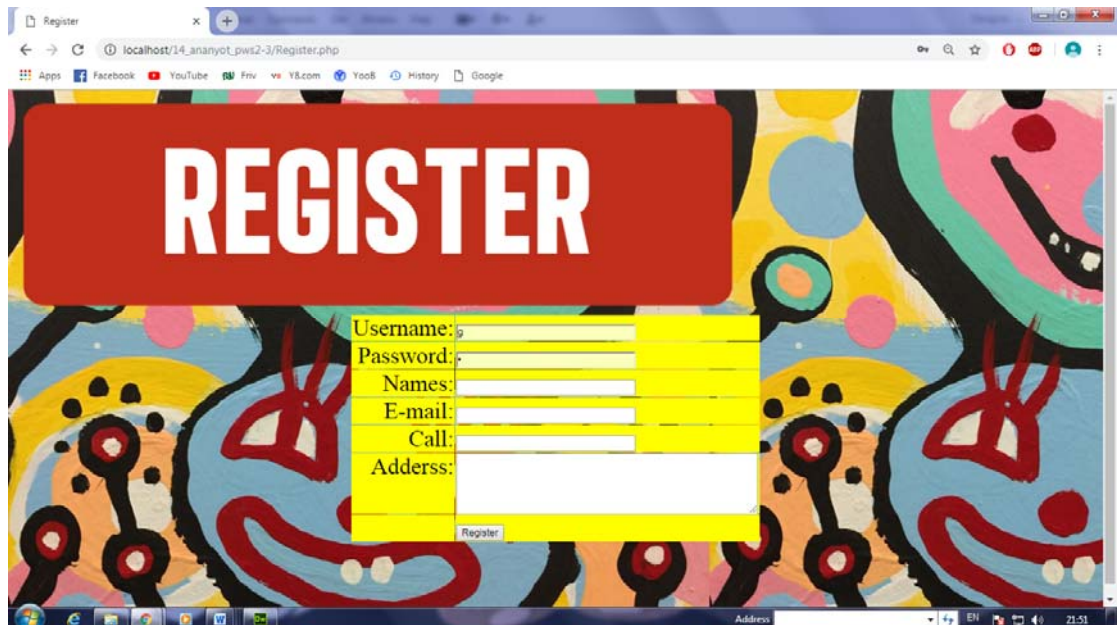 Register
localhost/14_ananyot_pws2-3/Register.php
Apps Facebook YouTube Friv Y8.com Yoo8 History Google
REGISTER
Username: g
Password:
Names:
E-mail:
Call:
Adderss:
Register
Address EN 21:51